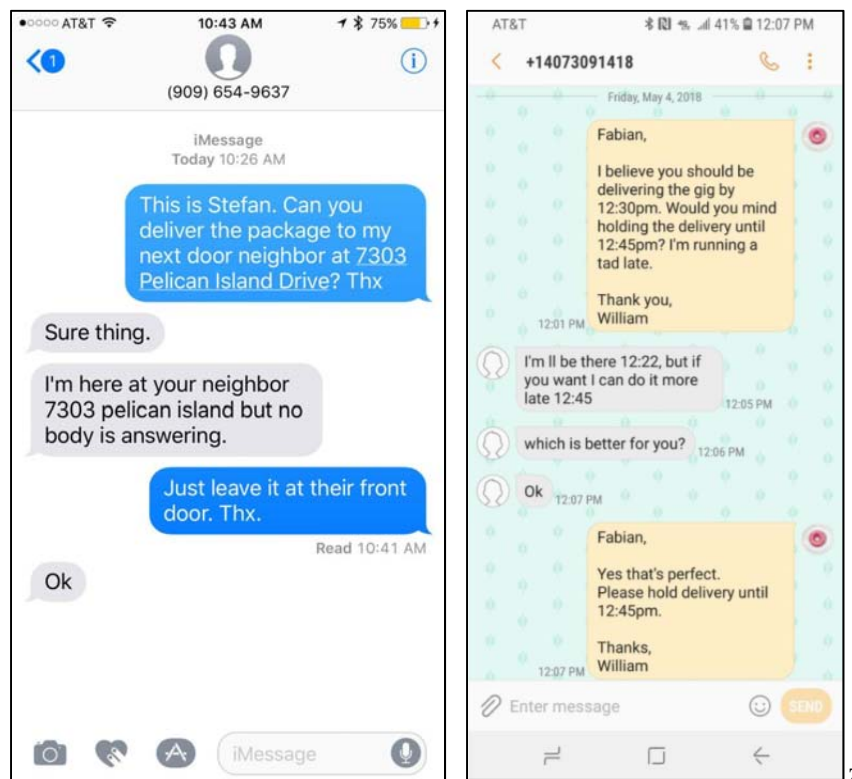 AT&T 10:43 AM 75%
1
(909) 654-9637
iMessage
Today 10:26 AM
This is Stefan. Can you
deliver the package to my
next door neighbor at 7303
Pelican Island Drive? Thx
Sure thing.
I'm here at your neighbor
7303 pelican island but no
body is answering.
Just leave it at their front
door. Thx.
Read 10:41 AM
Ok
iMessage
AT&T 41% 12:07 PM
+14073091418
Friday, May 4, 2018
Fabian,
I believe you should be
delivering the gig by
12:30pm. Would you mind
holding the delivery until
12:45pm? I'm running a
tad late.
Thank you,
William
12:01 PM
I'm ll be there 12:22, but if
you want I can do it more
late 12:45
12:05 PM
which is better for you?
12:06 PM
Ok
12:07 PM
Fabian,
Yes that's perfect.
Please hold delivery until
12:45pm.
Thanks,
William
12:07 PM
Enter message
SEND